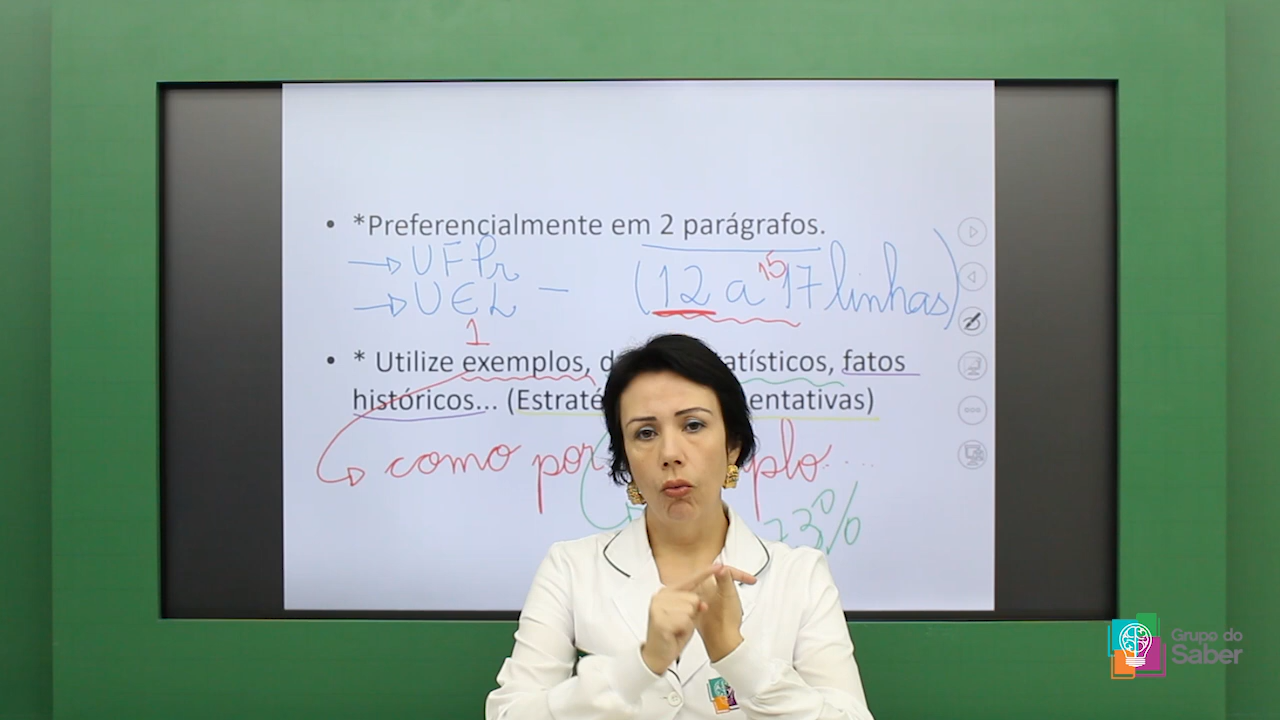 • *Preferencialmente em 2 parágrafos.
→ UFPr
→ UEL - (12 a 17 linhas)
15
1
• * Utilize exemplos, d tatísticos, fatos
históricos... (Estraté entativas)
como por plo....
73%
Grupo do
Saber